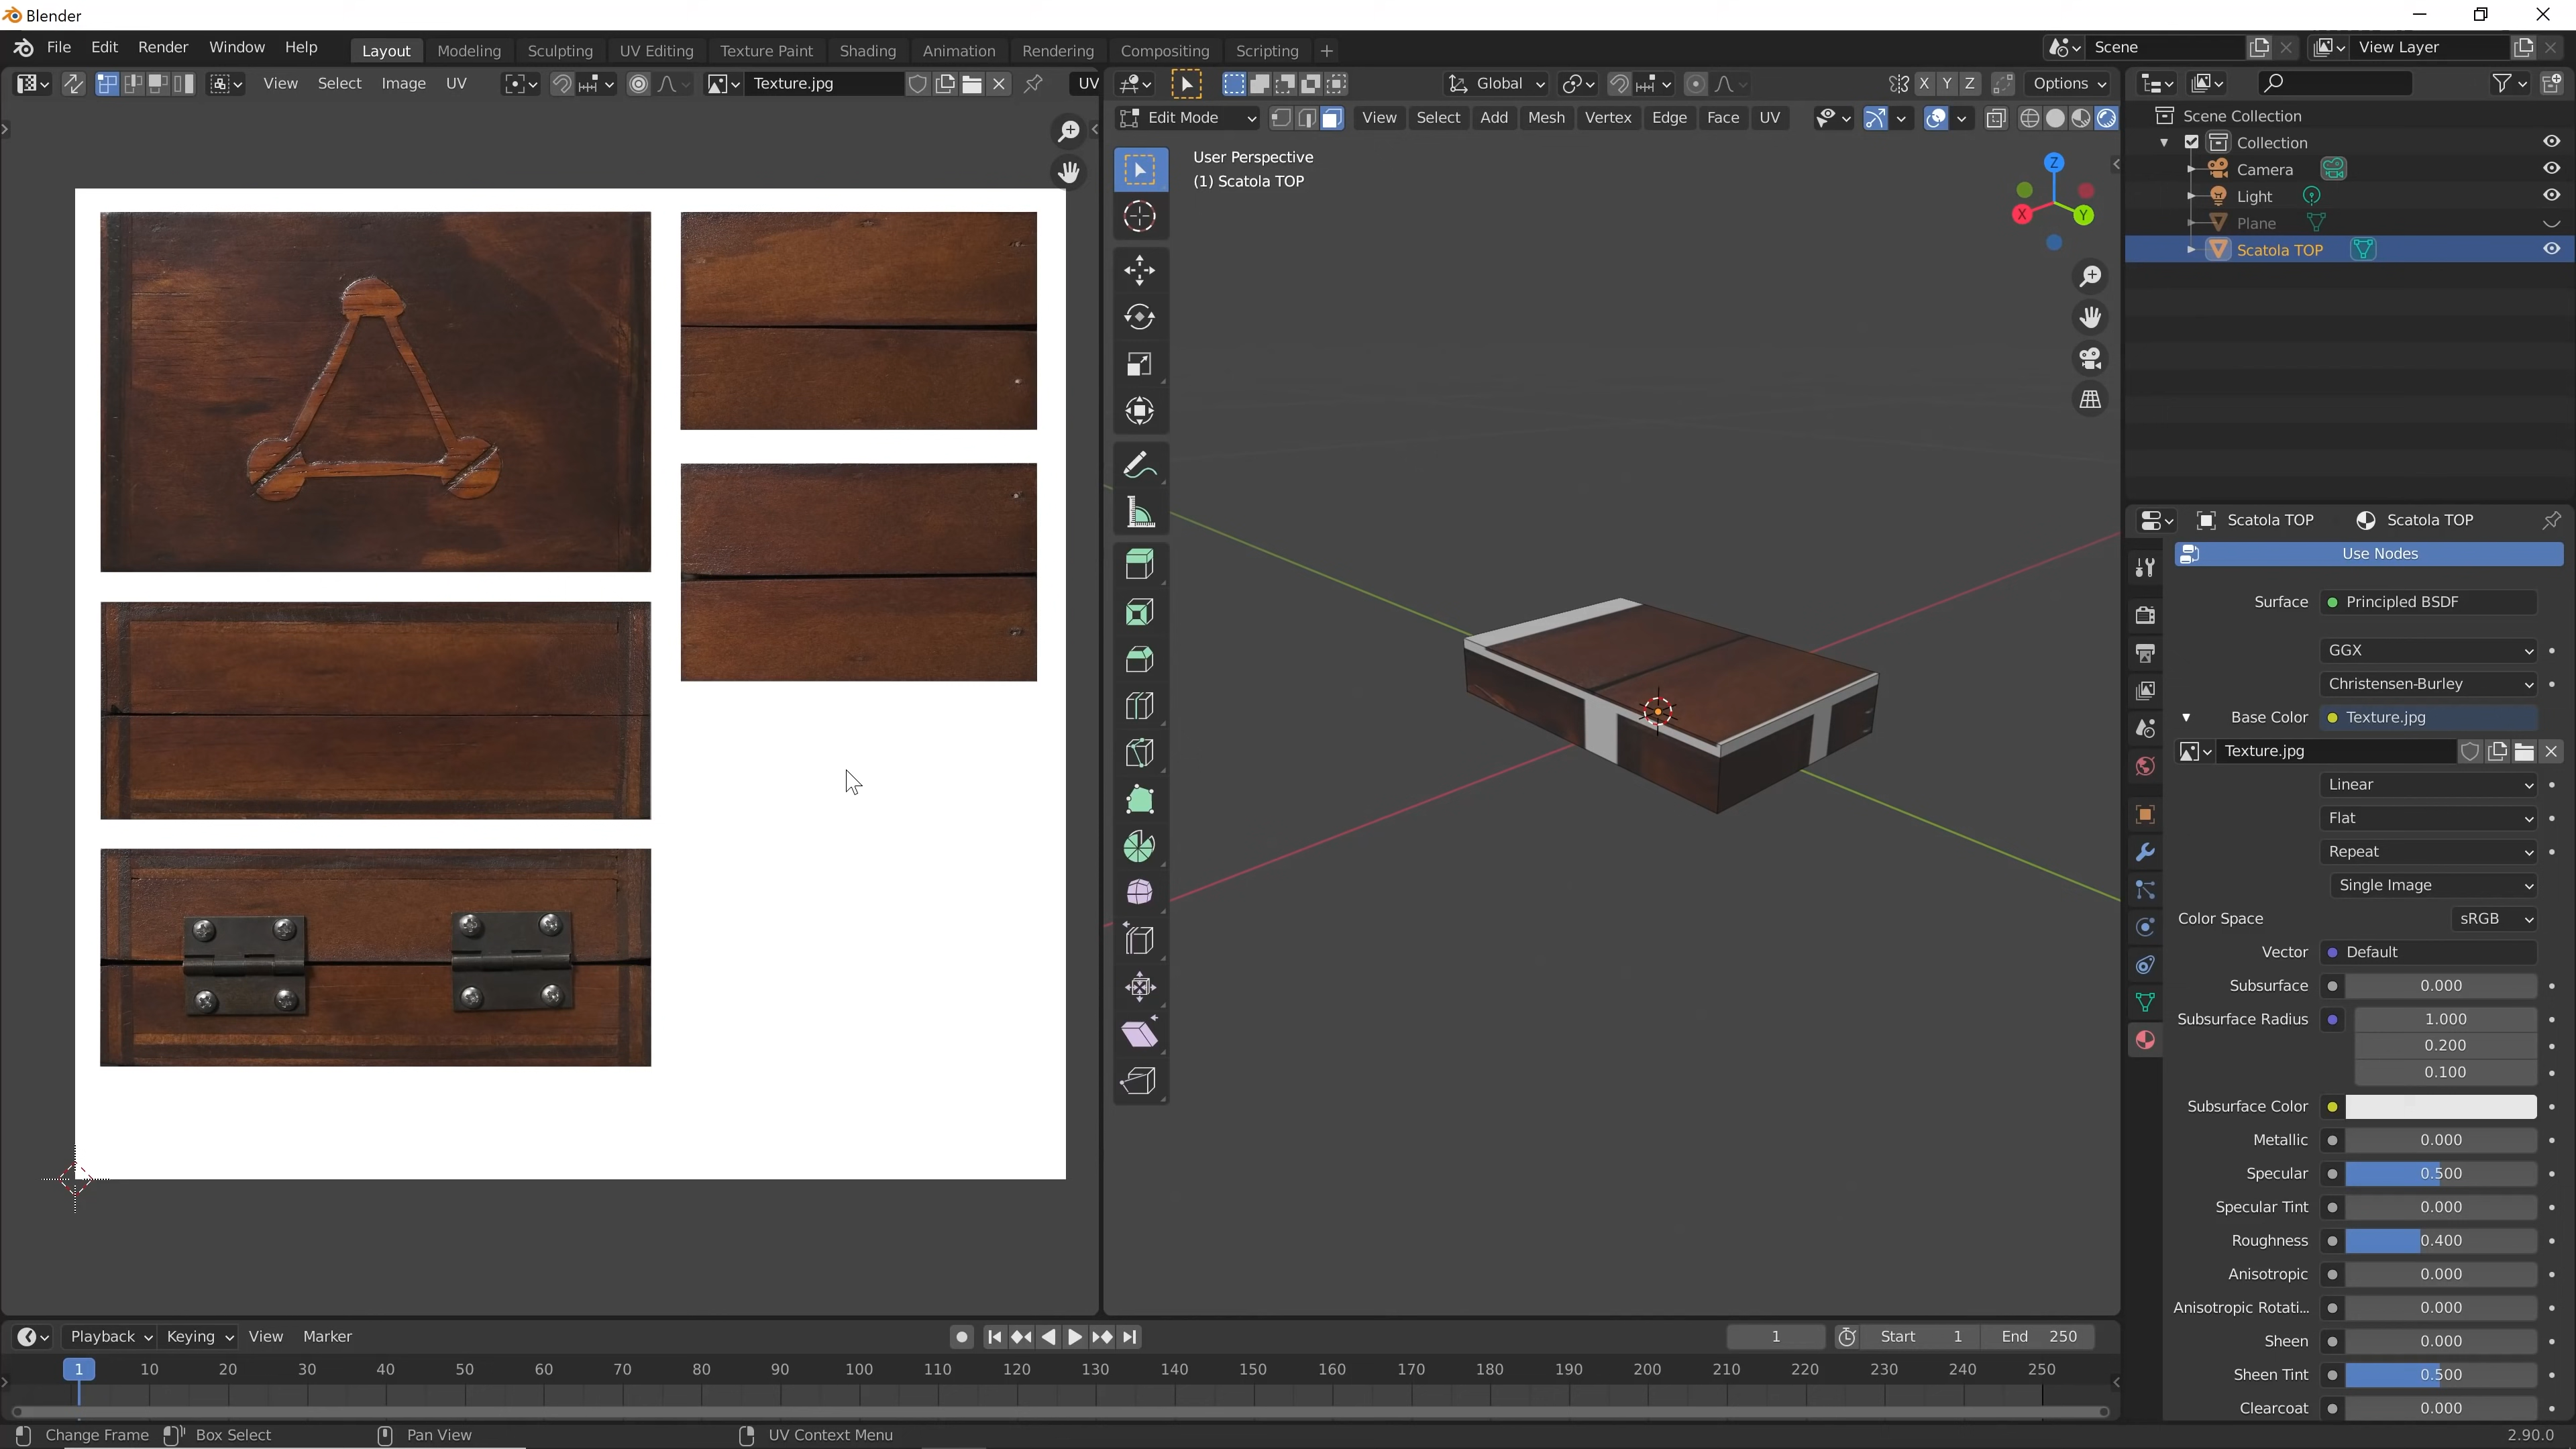 Blender
File Edit Render Window Help Layout Modeling Sculpting UV Editing Texture Paint Shading Animation Rendering Compositing Scripting + Scene View Layer
View Select Image UV Texture.jpg UV Global X Y Z Options
Edit Mode View Select Add Mesh Vertex Edge Face UV
User Perspective
(1) Scatola TOP
Z
X
Y
Scene Collection
Collection
Camera
Light
Plane
Scatola TOP
Scatola TOP Scatola TOP
Use Nodes
Surface Principled BSDF
GGX
Christensen-Burley
Base Color Texture.jpg
Texture.jpg
Linear
Flat
Repeat
Single Image
Color Space sRGB
Vector Default
Subsurface 0.000
Subsurface Radius 1.000
0.200
0.100
Subsurface Color
Metallic 0.000
Specular 0.500
Specular Tint 0.000
Roughness 0.400
Anisotropic 0.000
Anisotropic Rotati... 0.000
Sheen 0.000
Sheen Tint 0.500
Clearcoat 0.000
Playback Keying View Marker 1 Start 1 End 250
1 10 20 30 40 50 60 70 80 90 100 110 120 130 140 150 160 170 180 190 200 210 220 230 240 250
Change Frame Box Select Pan View UV Context Menu 2.90.0